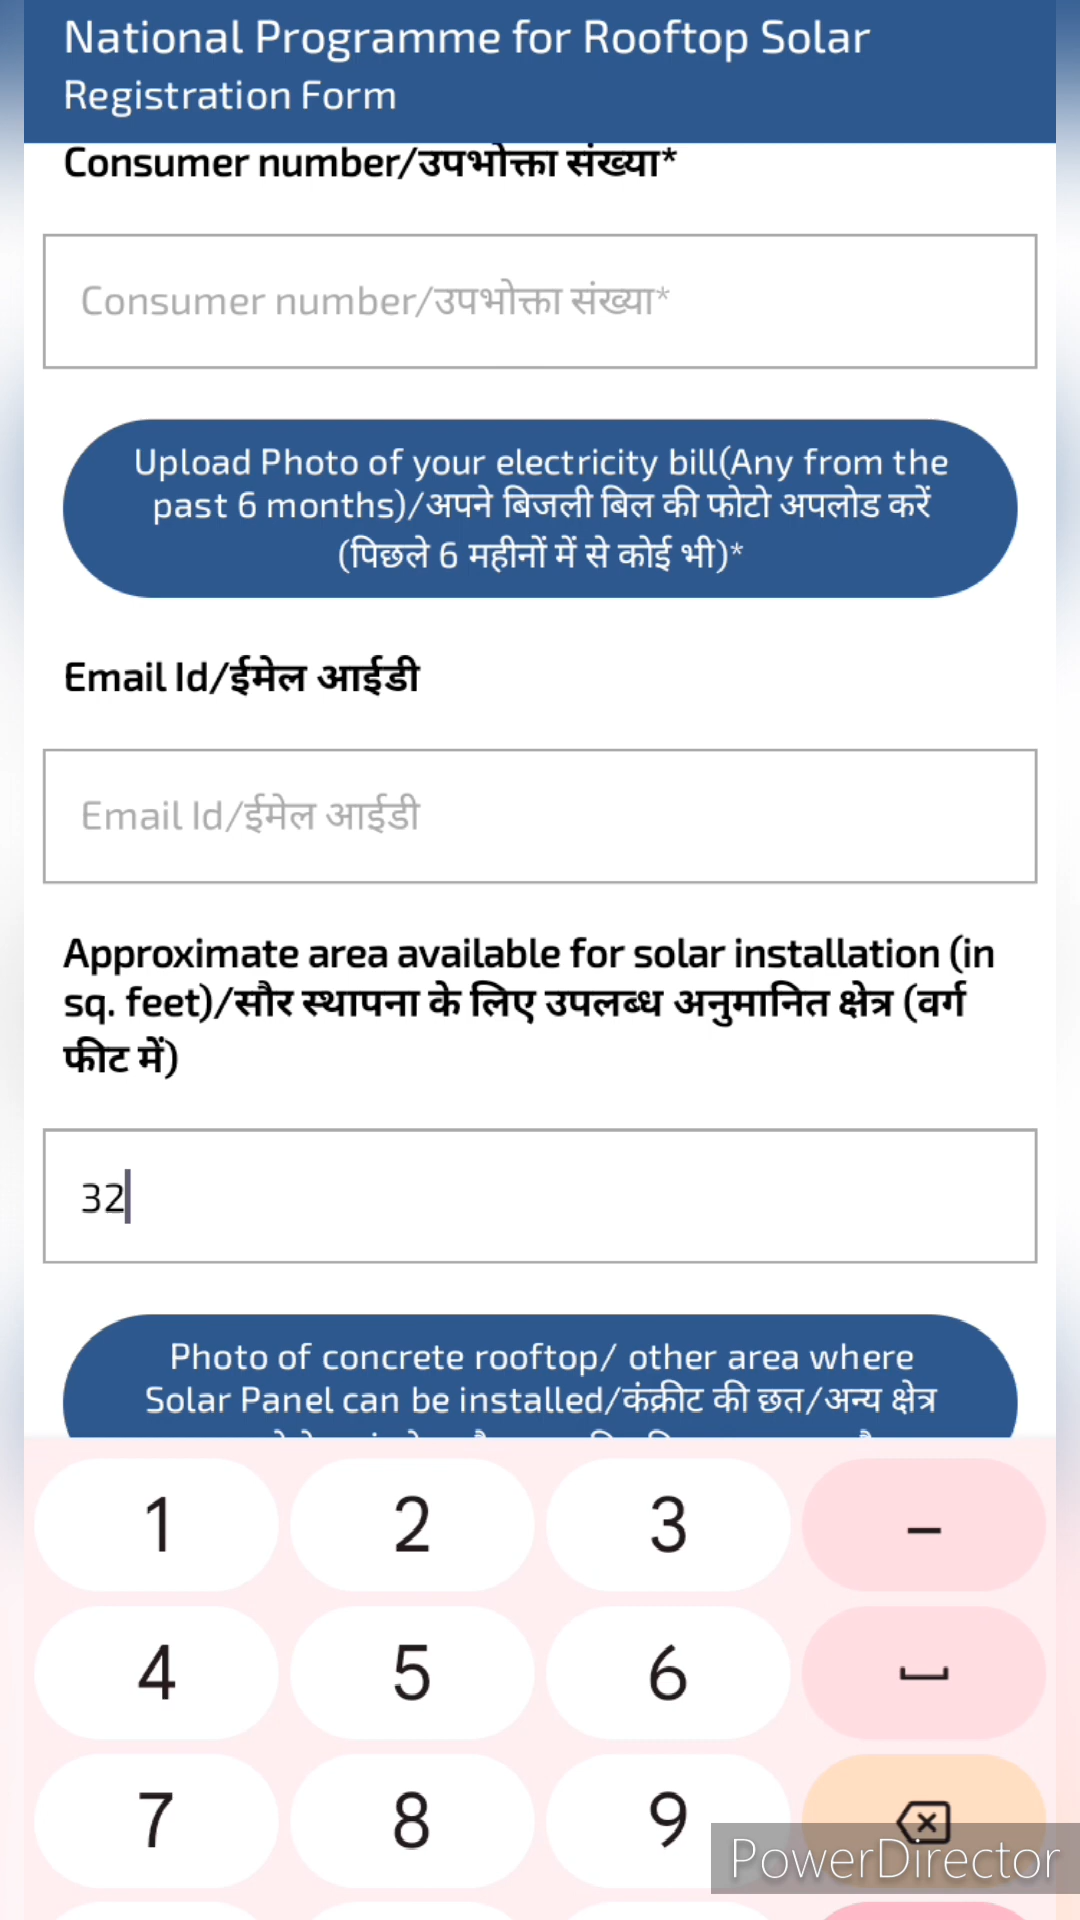 National Programme for Rooftop Solar
Registration Form
Consumer number/उपभोक्ता संख्या*
Consumer number/उपभोक्ता संख्या*
Upload Photo of your electricity bill(Any from the
past 6 months)/अपने बिजली बिल की फोटो अपलोड करें
(पिछले 6 महीनों में से कोई भी)*
Email Id/ईमेल आईडी
Email Id/ईमेल आईडी
Approximate area available for solar installation (in
sq. feet)/सौर स्थापना के लिए उपलब्ध अनुमानित क्षेत्र (वर्ग
फीट में)
32
Photo of concrete rooftop/ other area where
Solar Panel can be installed/कंक्रीट की छत/अन्य क्षेत्र
1 2 3 –
4 5 6
7 8 9
PowerDirector